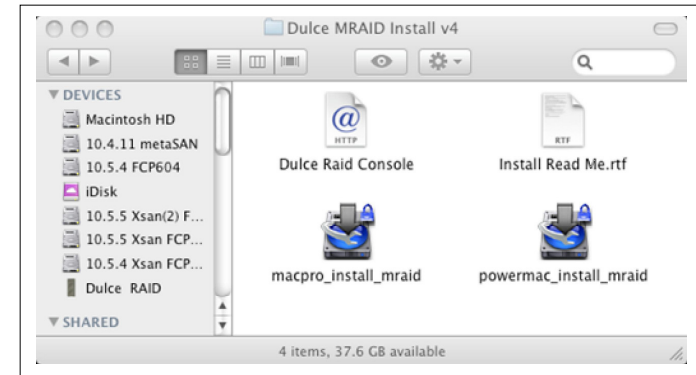 Dulce MRAID Install v4
DEVICES
Macintosh HD
10.4.11 metaSAN
10.5.4 FCP604
iDisk
10.5.5 Xsan(2) F...
10.5.5 Xsan FCP...
10.5.4 Xsan FCP...
Dulce RAID
SHARED
HTTP
Dulce Raid Console
RTF
Install Read Me.rtf
macpro_install_mraid
powermac_install_mraid
4 items, 37.6 GB available